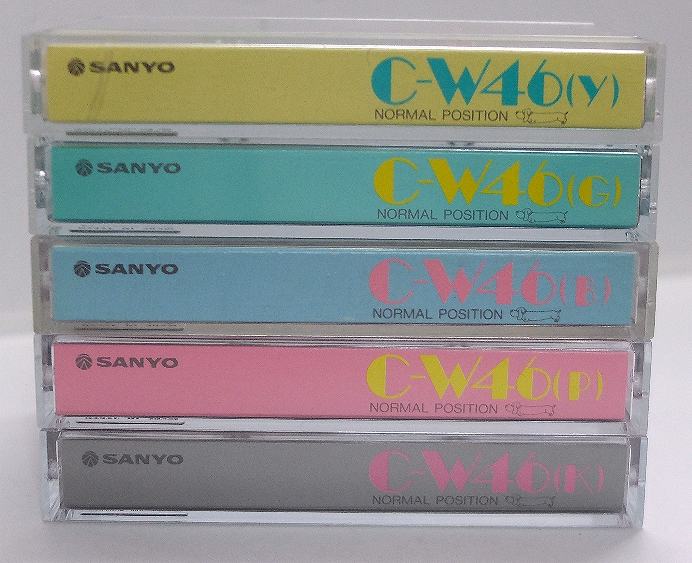 SANYO C-W46(Y)
NORMAL POSITION
SANYO C-W46(G)
NORMAL POSITION
SANYO C-W46(B)
NORMAL POSITION
SANYO C-W46(P)
NORMAL POSITION
SANYO C-W46(K)
NORMAL POSITION